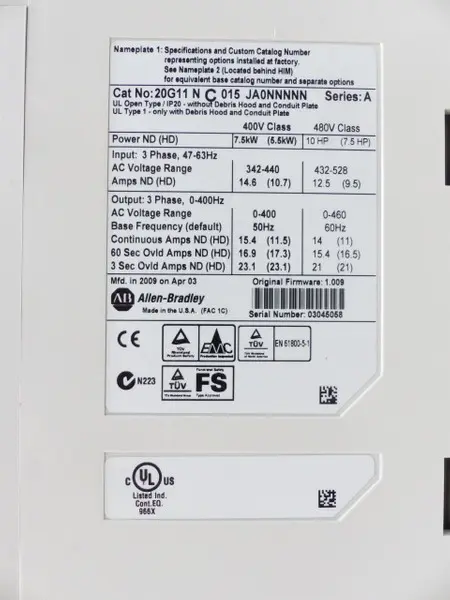 Nameplate 1: Specifications and Custom Catalog Number
representing options installed at factory.
See Nameplate 2 (Located behind HIM)
for equivalent base catalog number and separate options
Cat No: 20G11 N C 015 JA0NNNNN Series: A
UL Open Type / IP20 - without Debris Hood and Conduit Plate
UL Type 1 - only with Debris Hood and Conduit Plate
400V Class 480V Class
Power ND (HD) 7.5kW (5.5kW) 10 HP (7.5 HP)
Input: 3 Phase, 47-63Hz
AC Voltage Range 342-440 432-528
Amps ND (HD) 14.6 (10.7) 12.5 (9.5)
Output: 3 Phase, 0-400Hz
AC Voltage Range 0-400 0-460
Base Frequency (default) 50Hz 60Hz
Continuous Amps ND (HD) 15.4 (11.5) 14 (11)
60 Sec Ovld Amps ND (HD) 16.9 (17.3) 15.4 (16.5)
3 Sec Ovld Amps ND (HD) 23.1 (23.1) 21 (21)
Mfd. in 2009 on Apr 03 Original Firmware: 1.009
AB Allen-Bradley
Made in the U.S.A. (FAC 1C) Serial Number: 03045058
CE TÜV EMC TÜV EN 61800-5-1
N223 TÜV FS
Functional Safety
Type Approved
C UL US
Listed Ind.
Cont.EQ.
966X